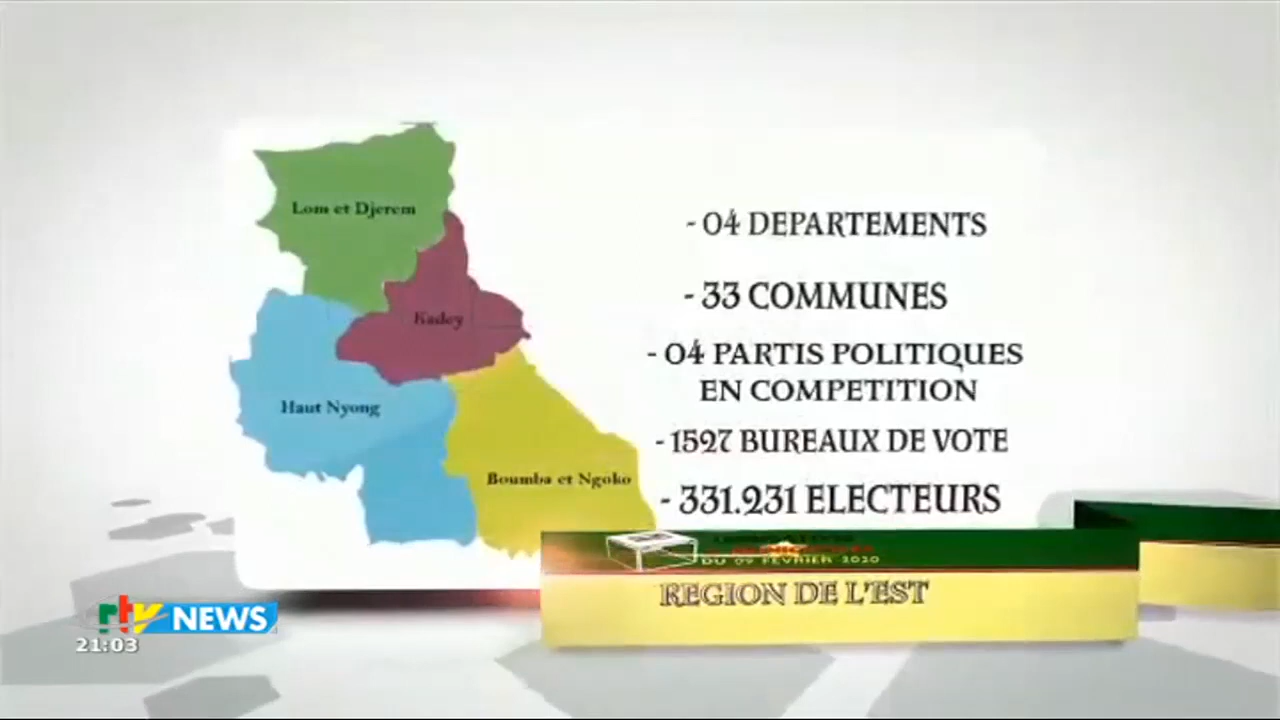 Lom et Djerem
Kadey
Haut Nyong
Boumba et Ngoko
- 04 DEPARTEMENTS
- 33 COMMUNES
- 04 PARTIS POLITIQUES
EN COMPETITION
- 1527 BUREAUX DE VOTE
- 331.231 ELECTEURS
DU 09 FEVRIER 2020
REGION DE L'EST
rtv NEWS
21:03